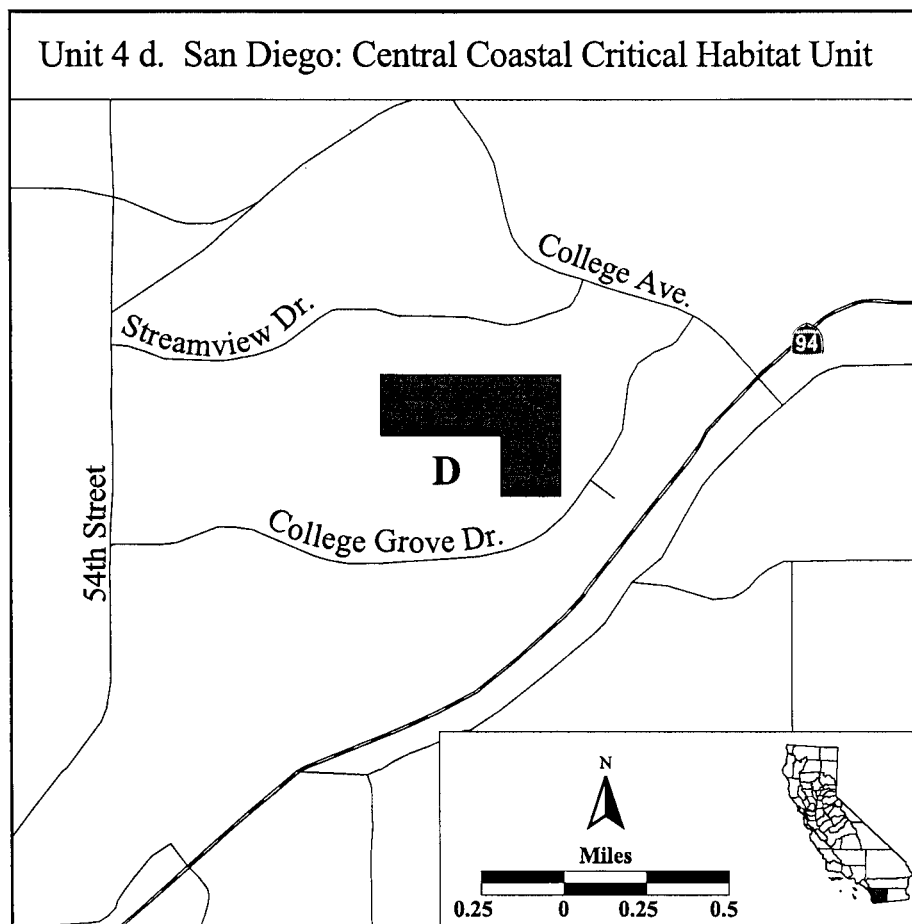 Unit 4 d. San Diego: Central Coastal Critical Habitat Unit
College Ave.
Streamview Dr.
94
D
54th Street
College Grove Dr.
N
Miles
0.25 0 0.25 0.5